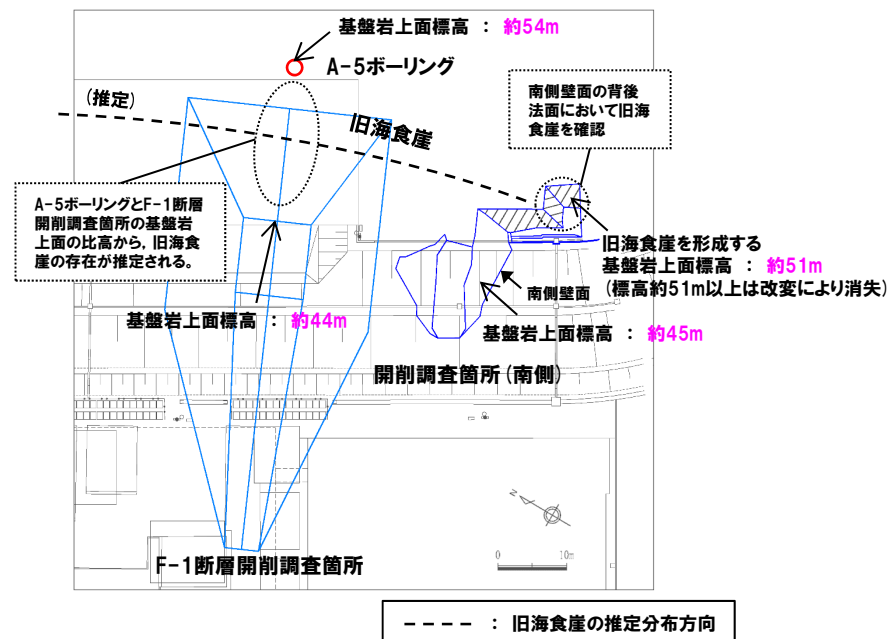 基盤岩上面標高 ： 約54m
A-5ボーリング
(推定)
旧海食崖
南側壁面の背後
法面において旧海
食崖を確認
A-5ボーリングとF-1断層
開削調査箇所の基盤岩
上面の比高から，旧海食
崖の存在が推定される。
旧海食崖を形成する
基盤岩上面標高 ： 約51m
(標高約51m以上は改変により消失)
南側壁面
基盤岩上面標高 ： 約44m
基盤岩上面標高 ： 約45m
開削調査箇所(南側)
N
0 10m
F-1断層開削調査箇所
---- ： 旧海食崖の推定分布方向